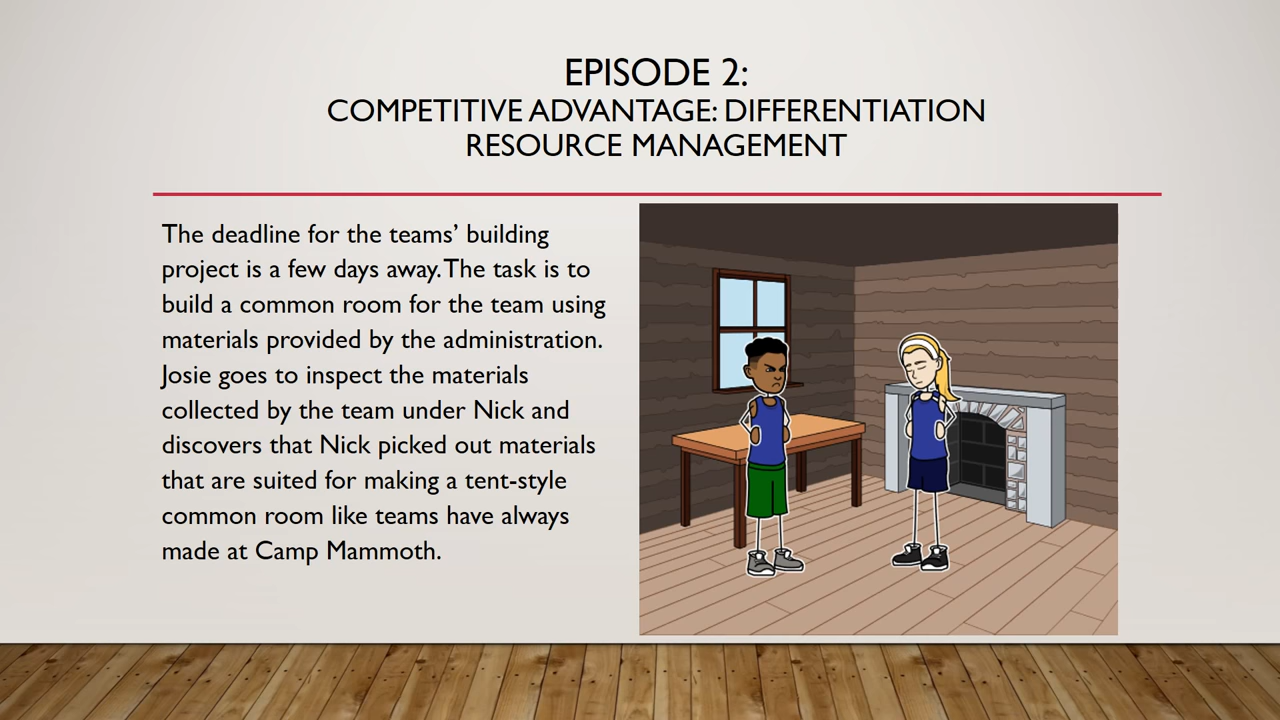 EPISODE 2:
COMPETITIVE ADVANTAGE: DIFFERENTIATION
RESOURCE MANAGEMENT
The deadline for the teams’ building
project is a few days away. The task is to
build a common room for the team using
materials provided by the administration.
Josie goes to inspect the materials
collected by the team under Nick and
discovers that Nick picked out materials
that are suited for making a tent-style
common room like teams have always
made at Camp Mammoth.